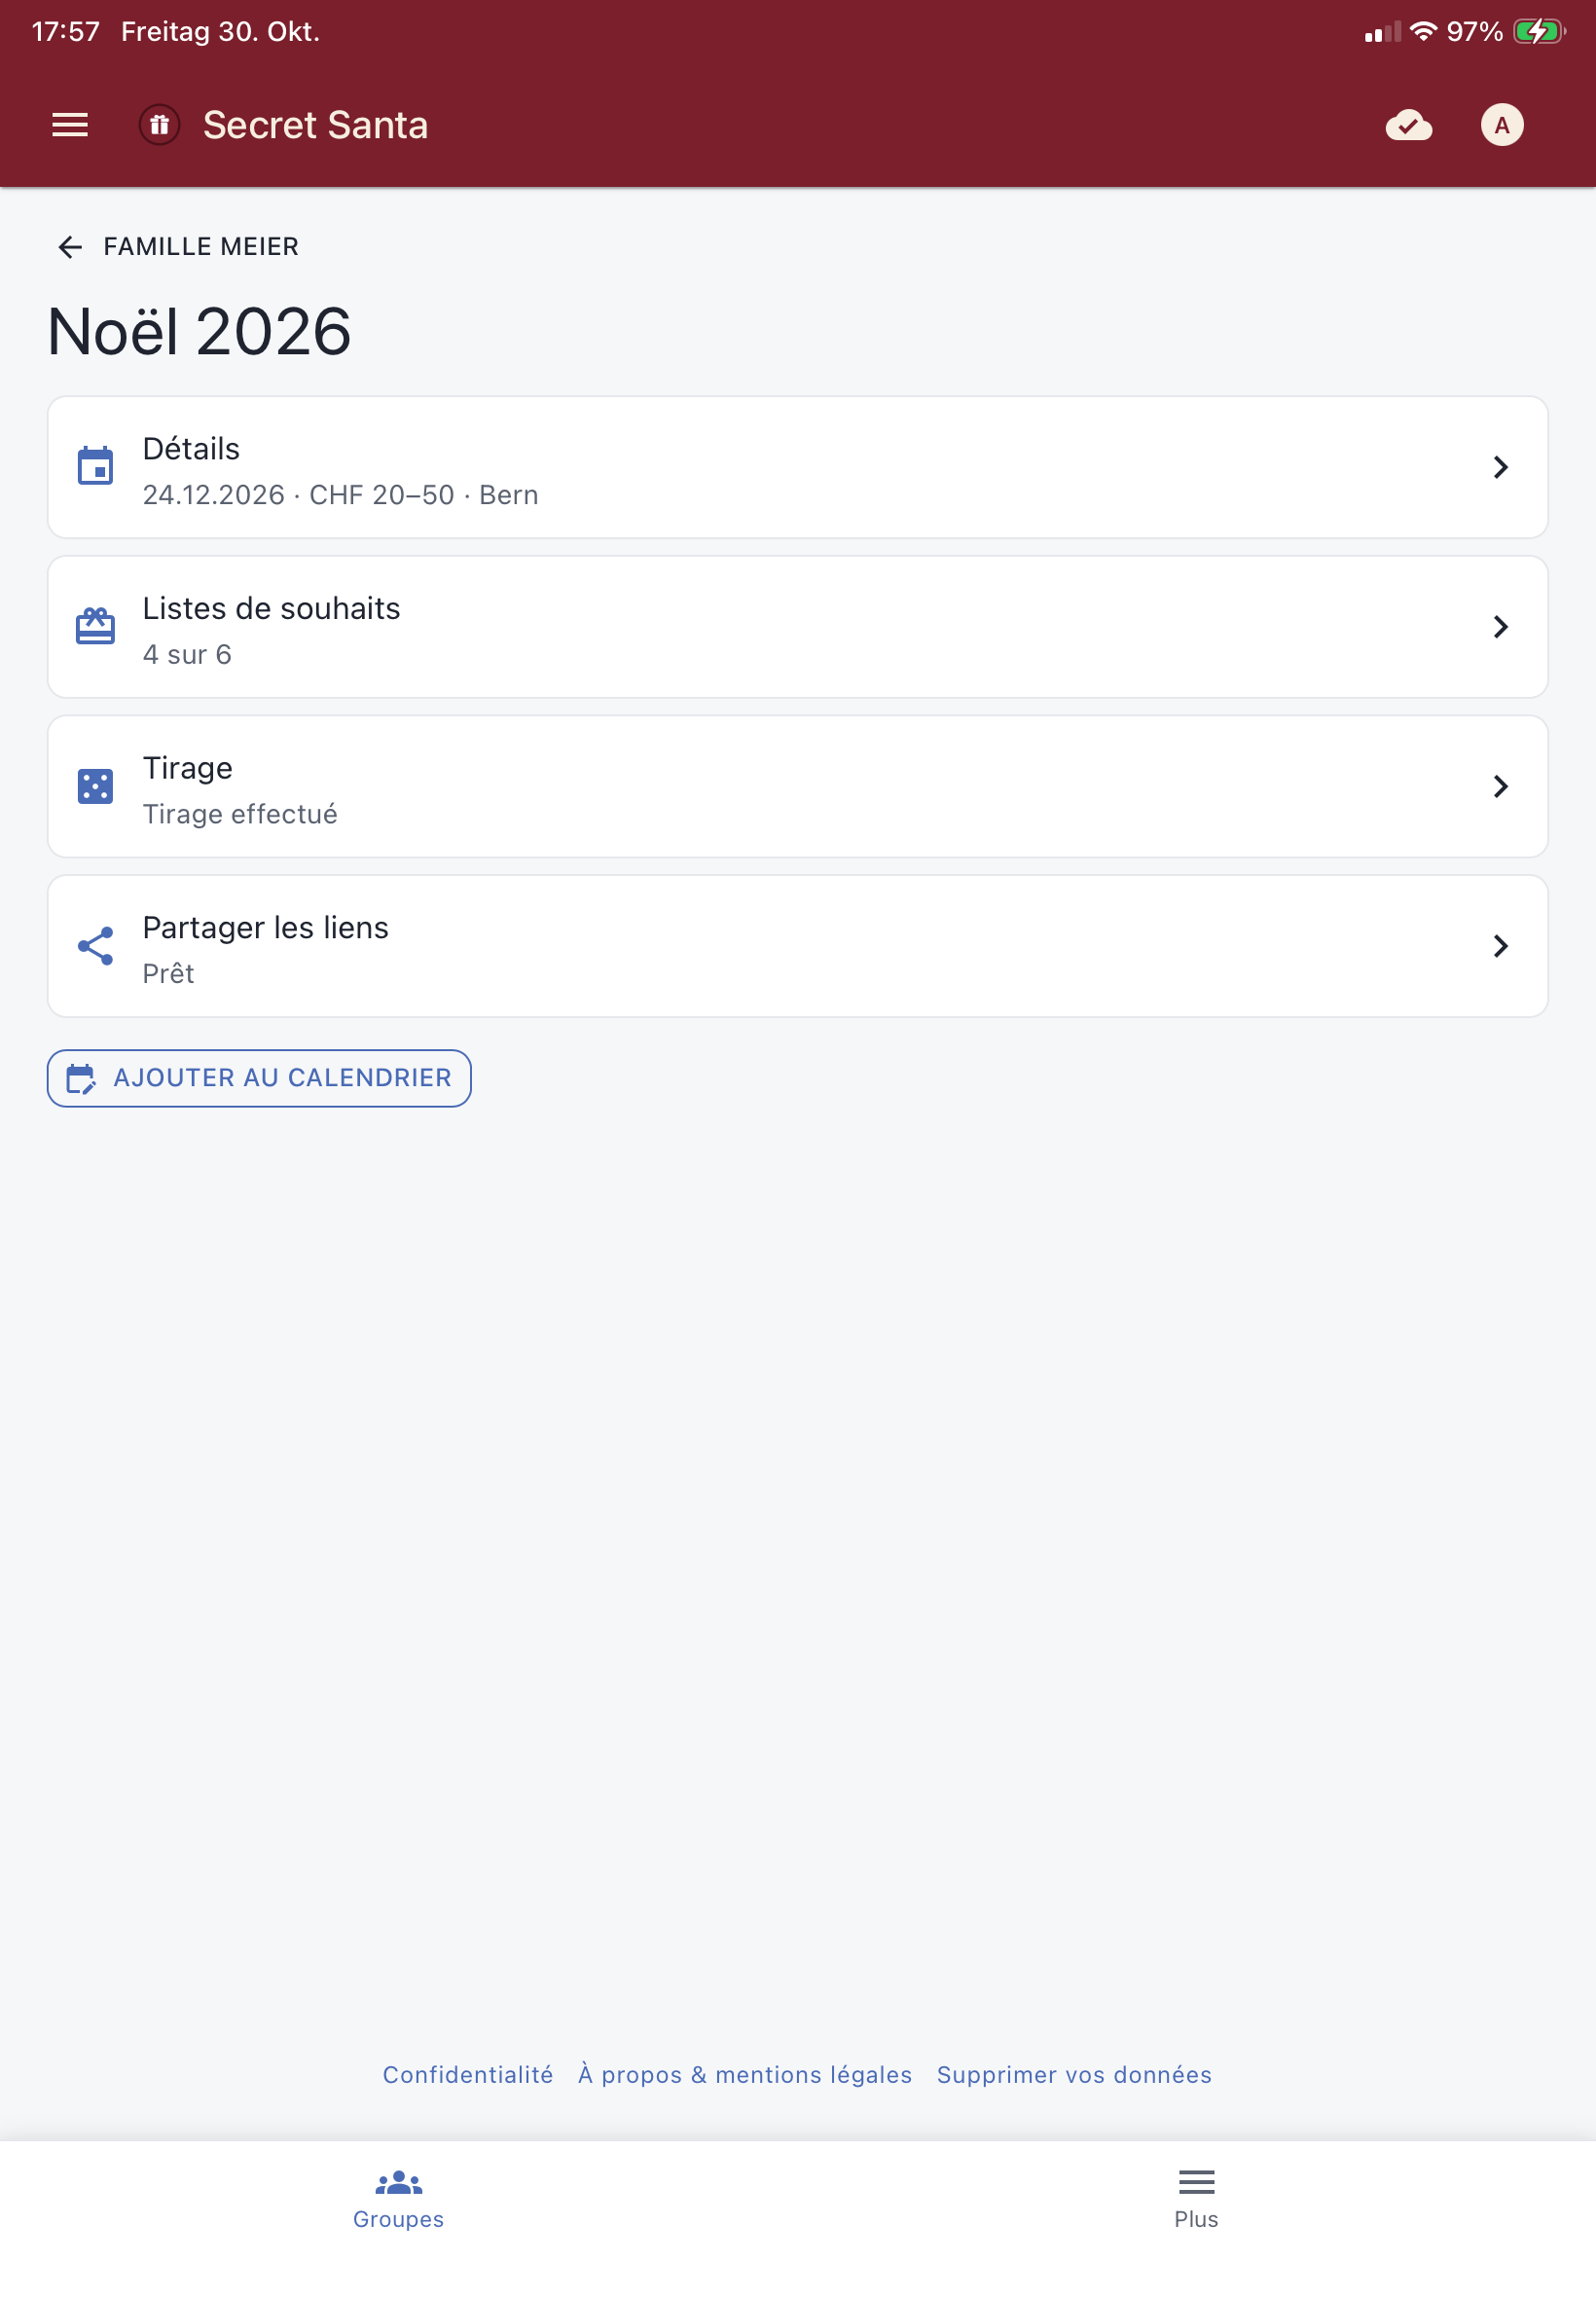 17:57 Freitag 30. Okt.
97%
Secret Santa
A
FAMILLE MEIER
Noël 2026
Détails
24.12.2026 · CHF 20–50 · Bern
Listes de souhaits
4 sur 6
Tirage
Tirage effectué
Partager les liens
Prêt
AJOUTER AU CALENDRIER
Confidentialité À propos & mentions légales Supprimer vos données
Groupes
Plus